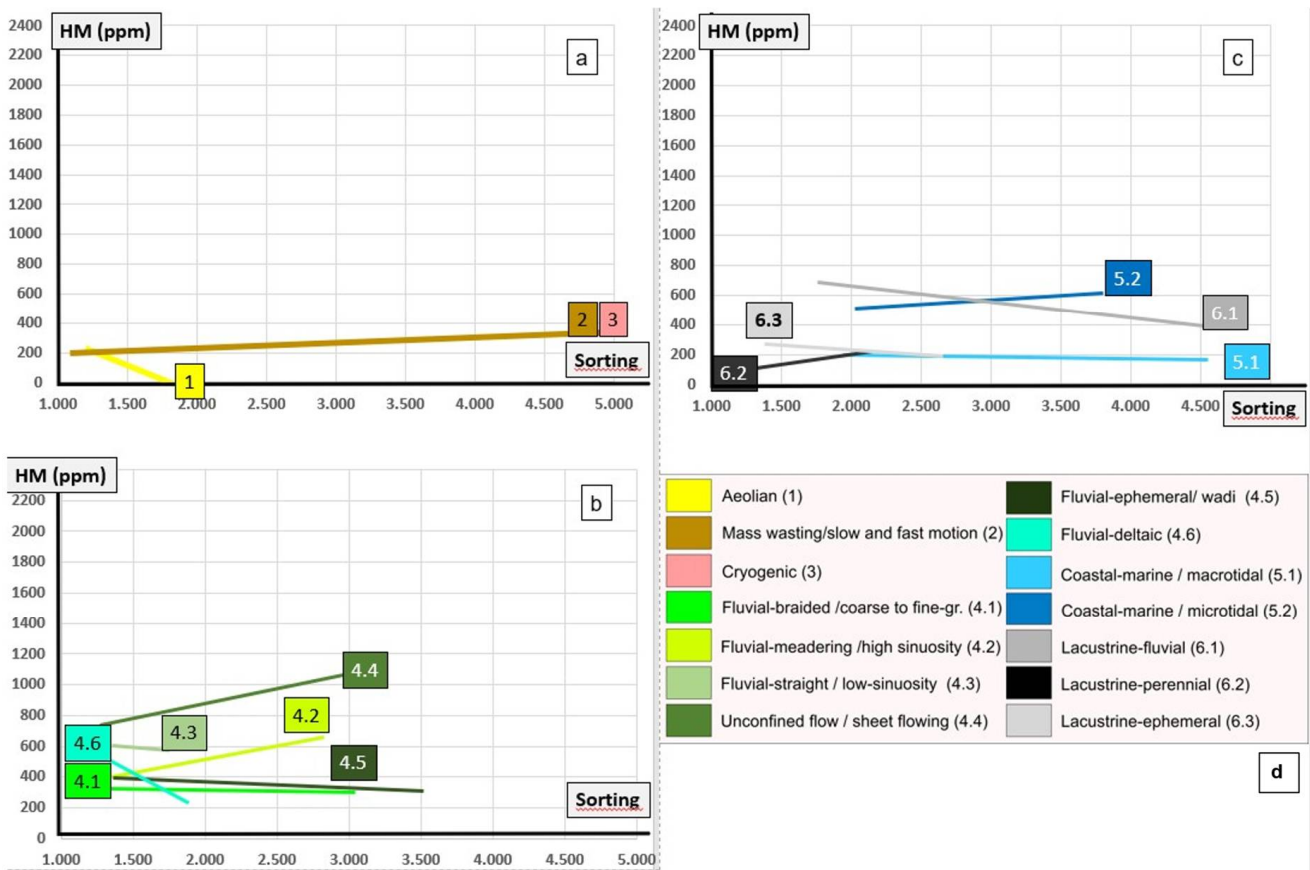 HM (ppm)
a
2400
2200
2000
1800
1600
1400
1200
1000
800
600
400
200
0
2
3
1
Sorting
1.000 1.500 2.000 2.500 3.000 3.500 4.000 4.500 5.000
HM (ppm)
c
2400
2200
2000
1800
1600
1400
1200
1000
800
600
400
200
0
5.2
6.3
6.1
6.2
5.1
1.000 1.500 2.000 2.500 3.000 3.500 4.000 4.500
Sorting
HM (ppm)
b
2200
2000
1800
1600
1400
1200
1000
800
600
400
200
0
4.4
4.2
4.3
4.6
4.5
4.1
Sorting
1.000 1.500 2.000 2.500 3.000 3.500 4.000 4.500 5.000
Aeolian (1)
Mass wasting/slow and fast motion (2)
Cryogenic (3)
Fluvial-braided /coarse to fine-gr. (4.1)
Fluvial-meadering /high sinuosity (4.2)
Fluvial-straight / low-sinuosity (4.3)
Unconfined flow / sheet flowing (4.4)
Fluvial-ephemeral/ wadi (4.5)
Fluvial-deltaic (4.6)
Coastal-marine / macrotidal (5.1)
Coastal-marine / microtidal (5.2)
Lacustrine-fluvial (6.1)
Lacustrine-perennial (6.2)
Lacustrine-ephemeral (6.3)
d